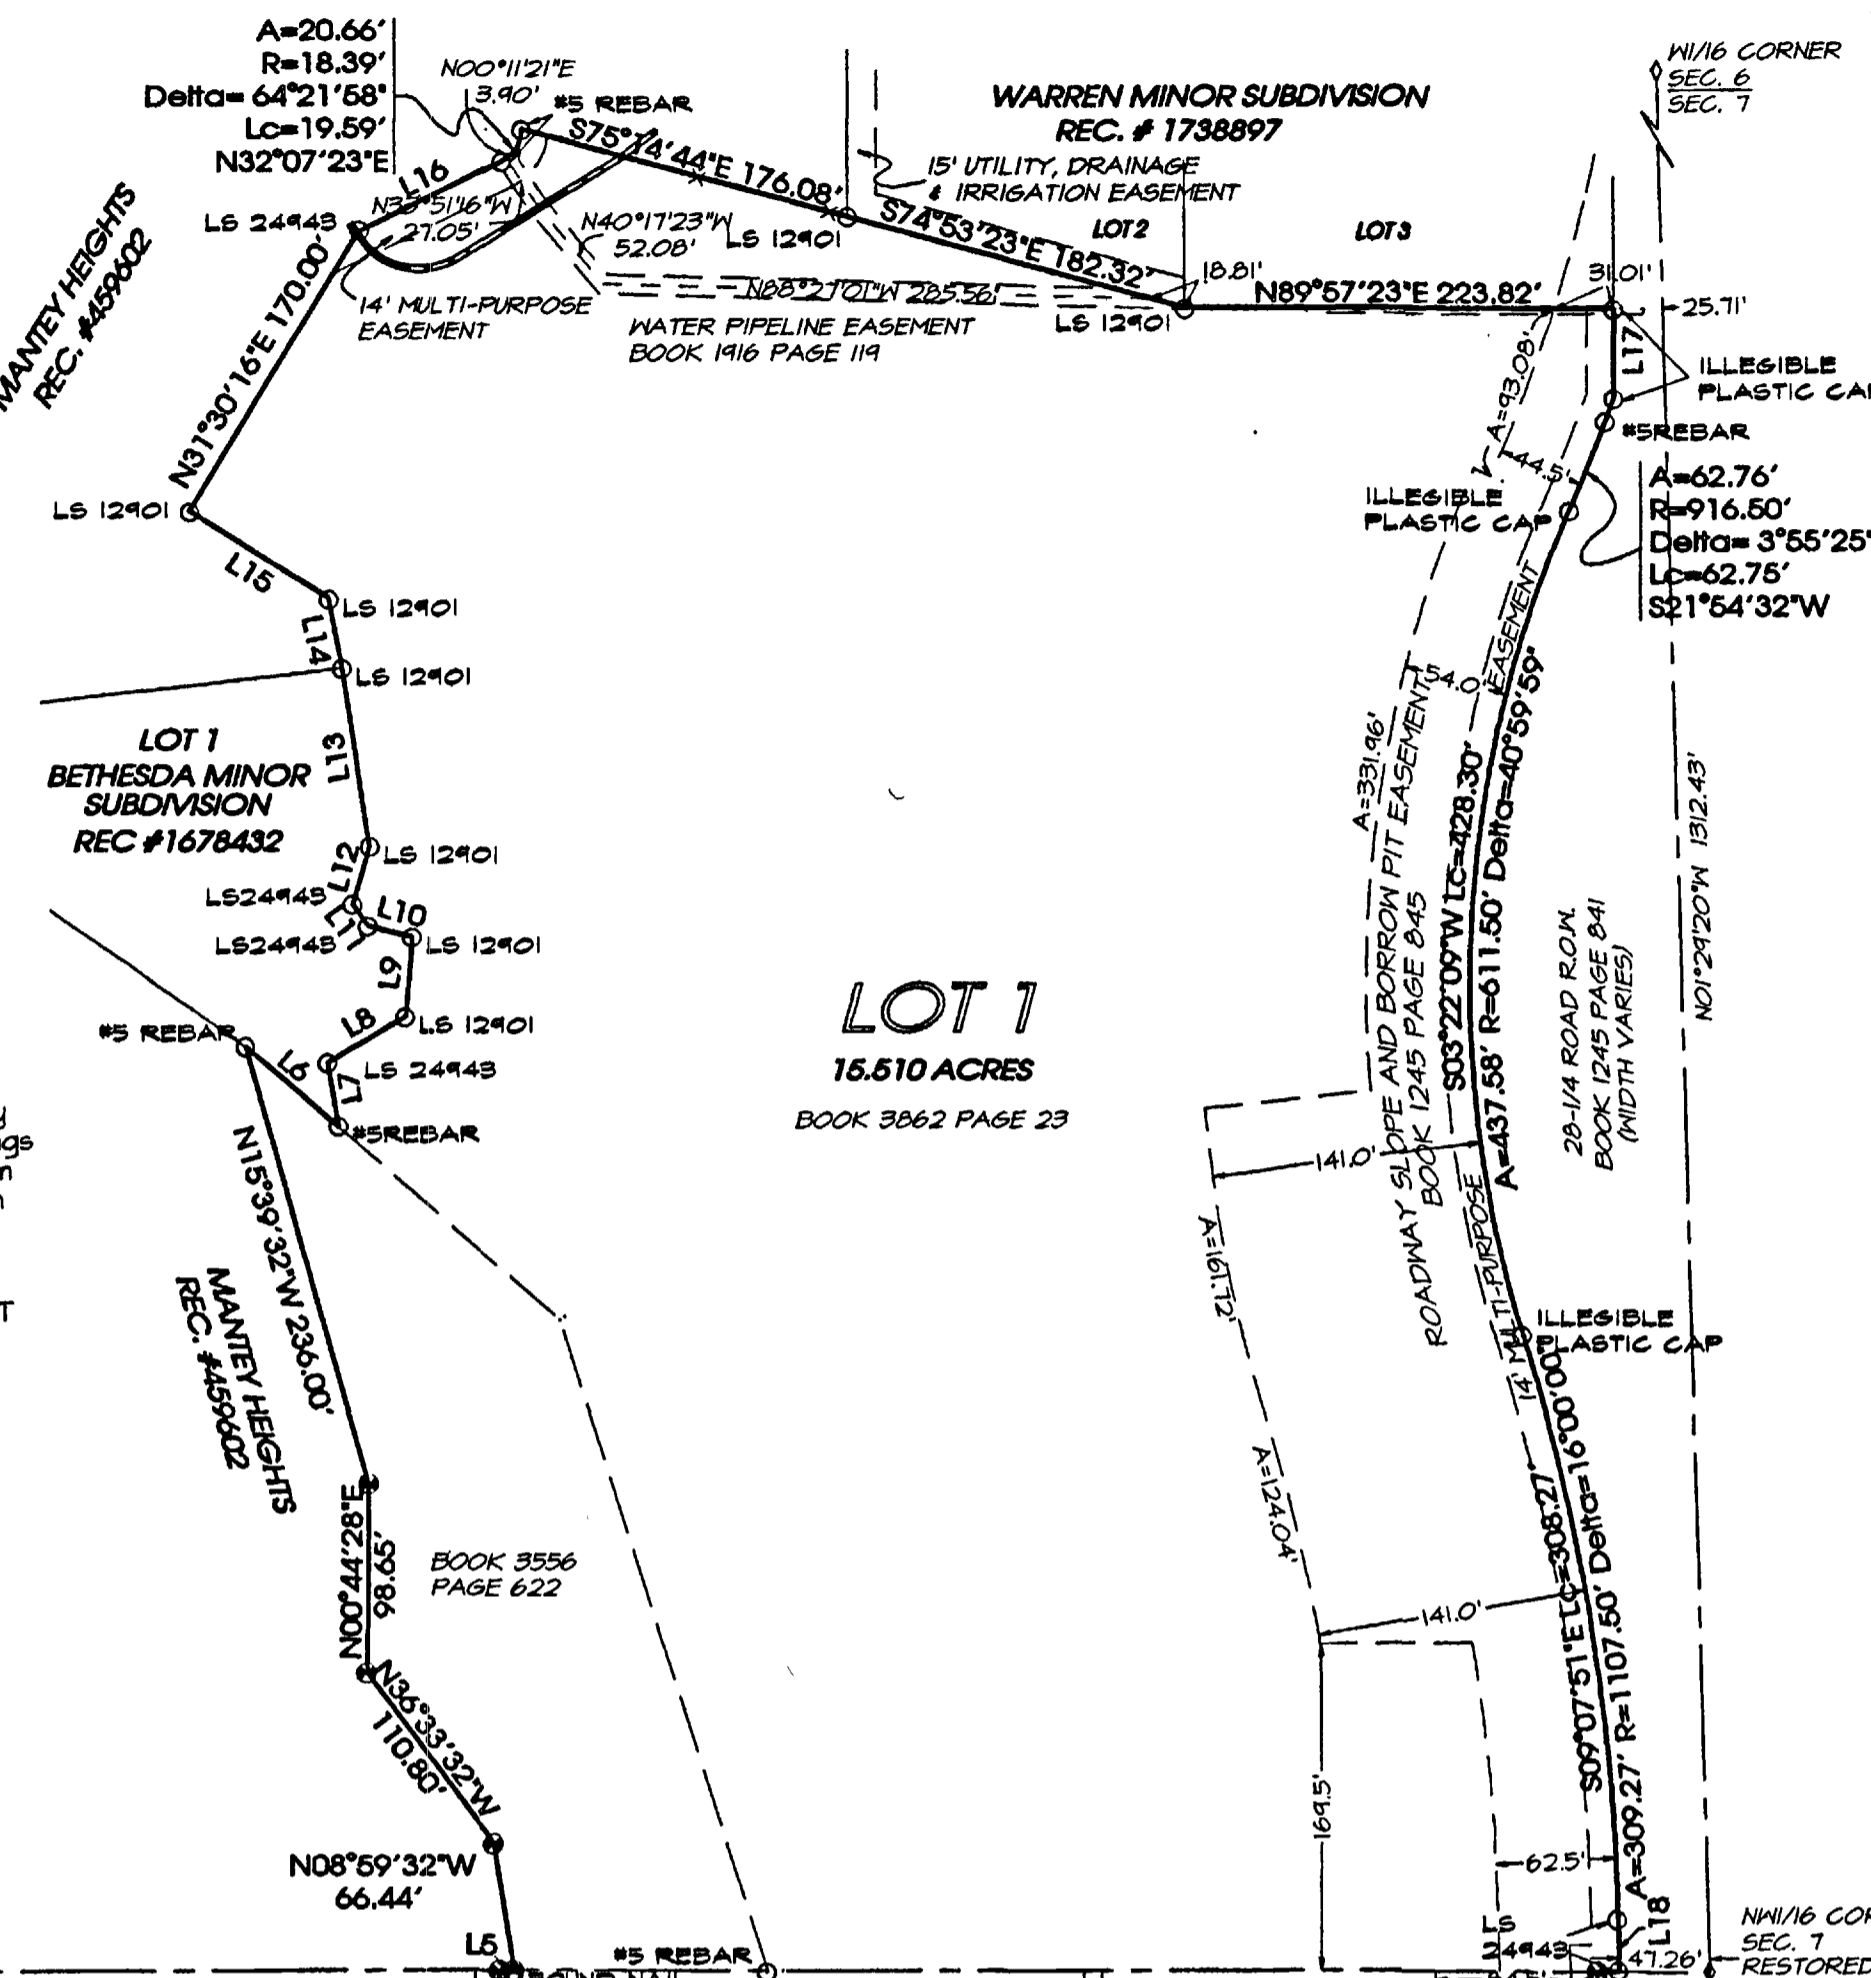 A=20.66'
R=18.39'
Delta= 64°21'58"
Lc=19.59'
N32°07'23"E
N00°11'21"E
3.90'
#5 REBAR
S75°14'44"E 176.08'
WARREN MINOR SUBDIVISION
REC. # 1738897
15' UTILITY, DRAINAGE
& IRRIGATION EASEMENT
W1/16 CORNER
SEC. 6
SEC. 7
MANTEY HEIGHTS
REC. #459602
L16
LS 24943
27.05'
N40°17'23"W
52.08'
LS 12901
S74°53'23"E 182.32'
LOT2
LOT3
18.81'
N89°57'23"E 223.82'
31.01'
25.71'
14' MULTI-PURPOSE
EASEMENT
N88°21'01"W 285.56'
WATER PIPELINE EASEMENT
BOOK 1916 PAGE 119
LS 12901
L17
ILLEGIBLE
PLASTIC CAP
#5REBAR
N31°30'16"E 170.00'
LS 12901
L15
A=93.08'
44.5'
ILLEGIBLE
PLASTIC CAP
A=62.76'
R=916.50'
Delta= 3°55'25"
Lc=62.75'
S21°54'32"W
LS 12901
L14
LS 12901
54.0'
EASEMENT
LOT 1
BETHESDA MINOR
SUBDIVISION
REC #1678432
L13
LS 12901
L12
LS24943
L11
L10
LS24943
LS 12901
L9
L8
LS 12901
#5 REBAR
L6
LS 24943
L7
#5REBAR
LOT 1
15.510 ACRES
BOOK 3862 PAGE 23
A=331.96'
ROADWAY SLOPE AND BORROW PIT EASEMENT
BOOK 1245 PAGE 845
S03°22'09"W Lc=428.30'
A=437.58' R=611.50' Delta=40°59'59"
28-1/4 ROAD R.O.W.
BOOK 1245 PAGE 841
(WIDTH VARIES)
N01°29'20"W 1312.43'
141.0'
A=161.72'
14' MULTI-PURPOSE
ILLEGIBLE
PLASTIC CAP
N15°39'32"W 236.00'
MANTEY HEIGHTS
REC. #459602
A=124.04'
N00°44'28"E
98.65'
BOOK 3556
PAGE 622
141.0'
S09°07'51"E Lc=308.27'
A=309.27' R=1107.50' Delta=16°00'00"
N36°33'32"W
110.80'
169.5'
62.5'
N08°59'32"W
66.44'
L5
#5 REBAR
LS
24943
L18
47.26'
NW1/16 COR
SEC. 7
RESTORED